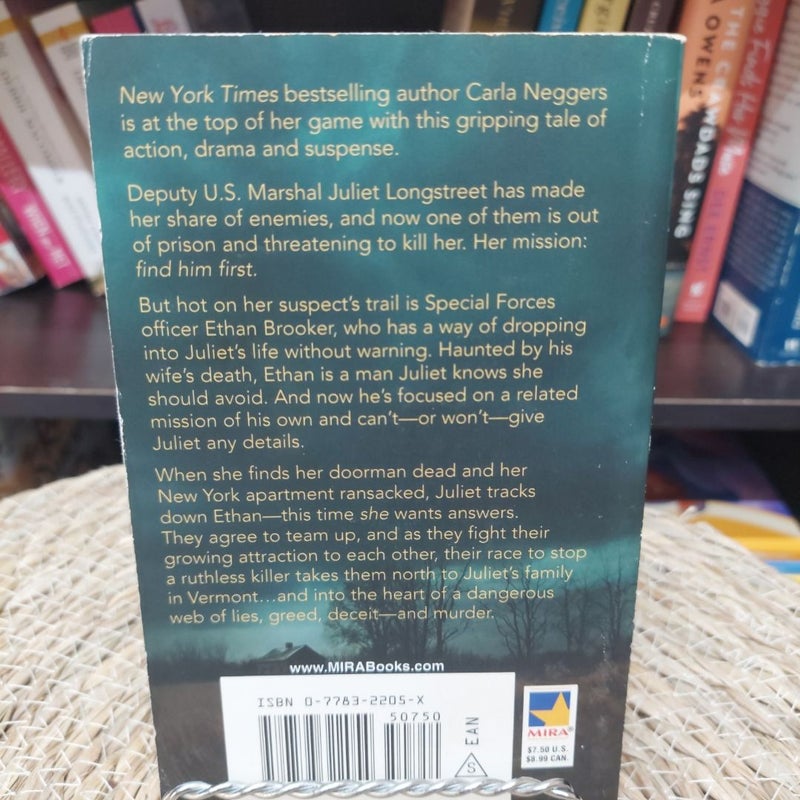 New York Times bestselling author Carla Neggers
is at the top of her game with this gripping tale of
action, drama and suspense.
Deputy U.S. Marshal Juliet Longstreet has made
her share of enemies, and now one of them is out
of prison and threatening to kill her. Her mission:
find him first.
But hot on her suspect's trail is Special Forces
officer Ethan Brooker, who has a way of dropping
into Juliet's life without warning. Haunted by his
wife's death, Ethan is a man Juliet knows she
should avoid. And now he's focused on a related
mission of his own and can't—or won't—give
Juliet any details.
When she finds her doorman dead and her
New York apartment ransacked, Juliet tracks
down Ethan—this time she wants answers.
They agree to team up, and as they fight their
growing attraction to each other, their race to stop
a ruthless killer takes them north to Juliet's family
in Vermont...and into the heart of a dangerous
web of lies, greed, deceit—and murder.
www.MIRABooks.com
ISBN 0-7783-2205-X
50750
EAN
S
MIRA®
$7.50 U.S.
$8.99 CAN.
OWENS
THE CRAWDADS SING